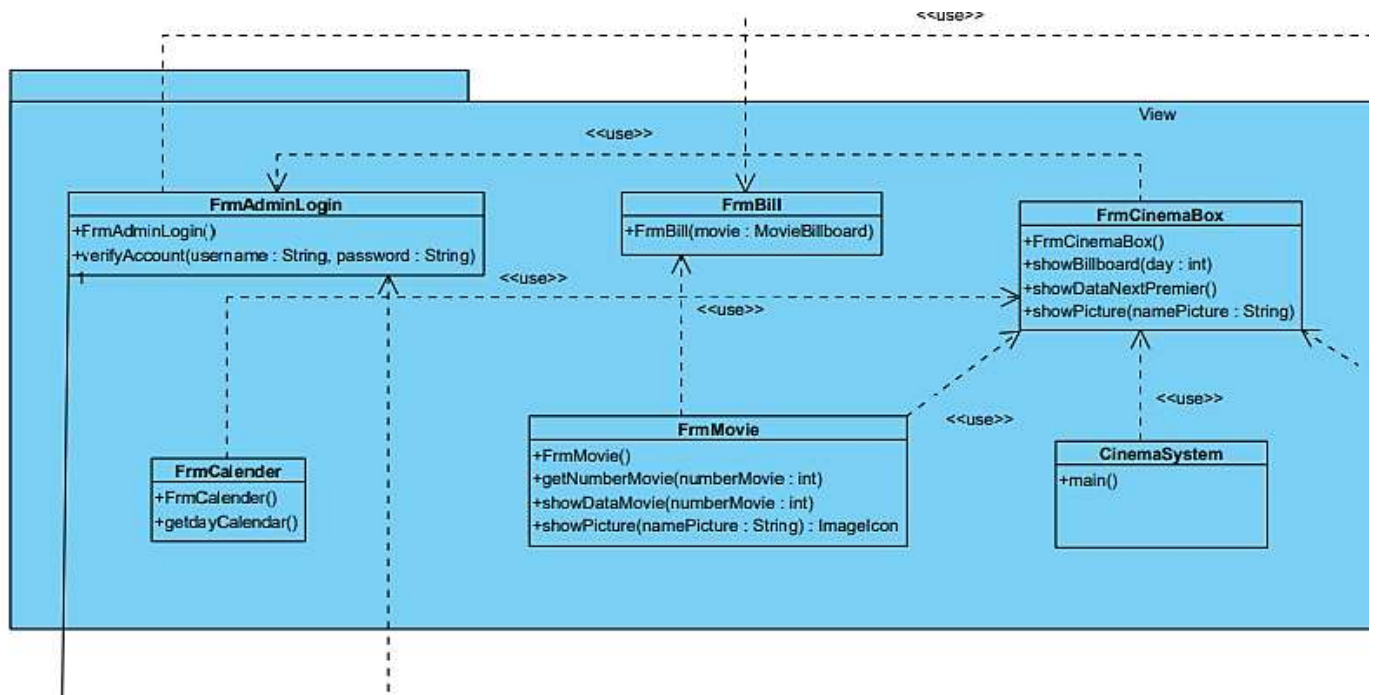 <<use>>
View
<<use>>
FrmAdminLogin
+FrmAdminLogin()
+verifyAccount(username : String, password : String)
1
FrmBill
+FrmBill(movie : MovieBillboard)
FrmCinemaBox
+FrmCinemaBox()
+showBillboard(day : int)
+showDataNextPremier()
+showPicture(namePicture : String)
<<use>>
<<use>>
<<use>>
<<use>>
FrmCalender
+FrmCalender()
+getdayCalendar()
FrmMovie
+FrmMovie()
+getNumberMovie(numberMovie : int)
+showDataMovie(numberMovie : int)
+showPicture(namePicture : String) : ImageIcon
CinemaSystem
+main()